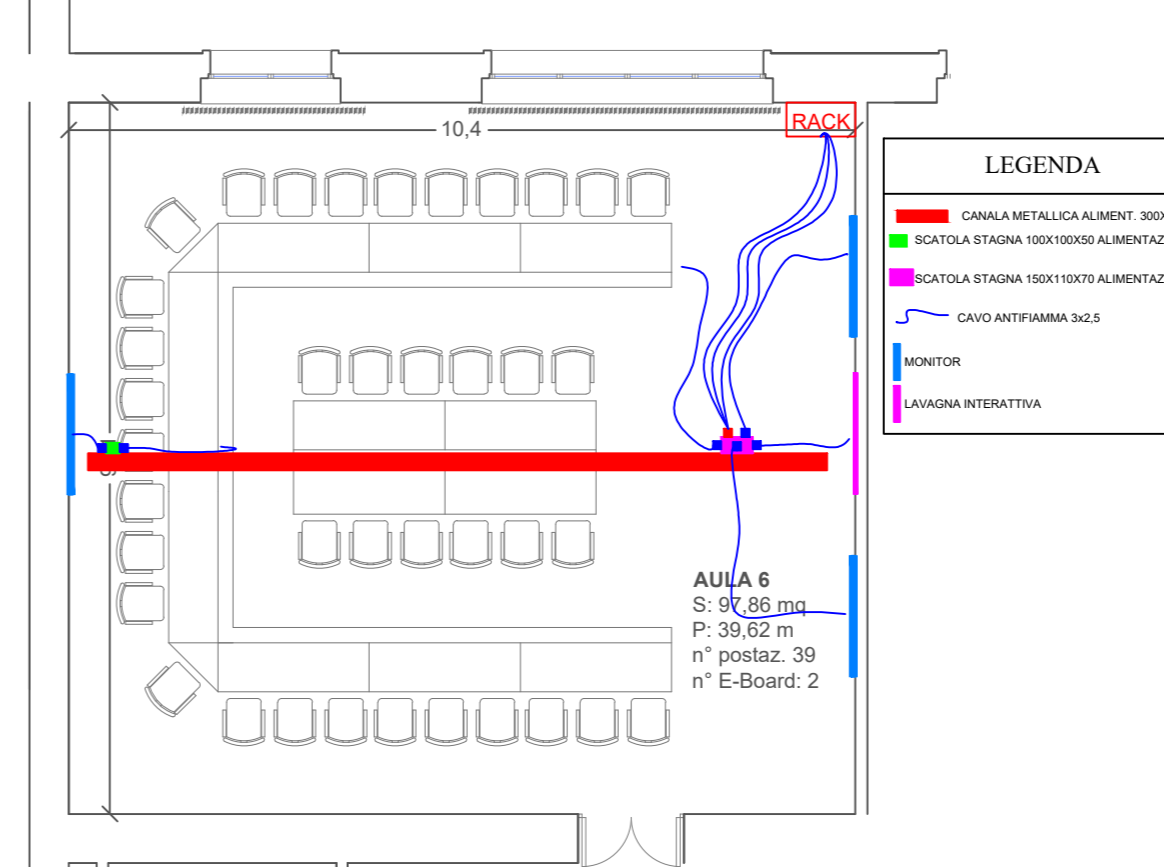 10,4
RACK
LEGENDA
CANALA METALLICA ALIMENT. 300X
SCATOLA STAGNA 100X100X50 ALIMENTAZ
SCATOLA STAGNA 150X110X70 ALIMENTAZ
CAVO ANTIFIAMMA 3x2,5
MONITOR
LAVAGNA INTERATTIVA
AULA 6
S: 97,86 mq
P: 39,62 m
n° postaz. 39
n° E-Board: 2